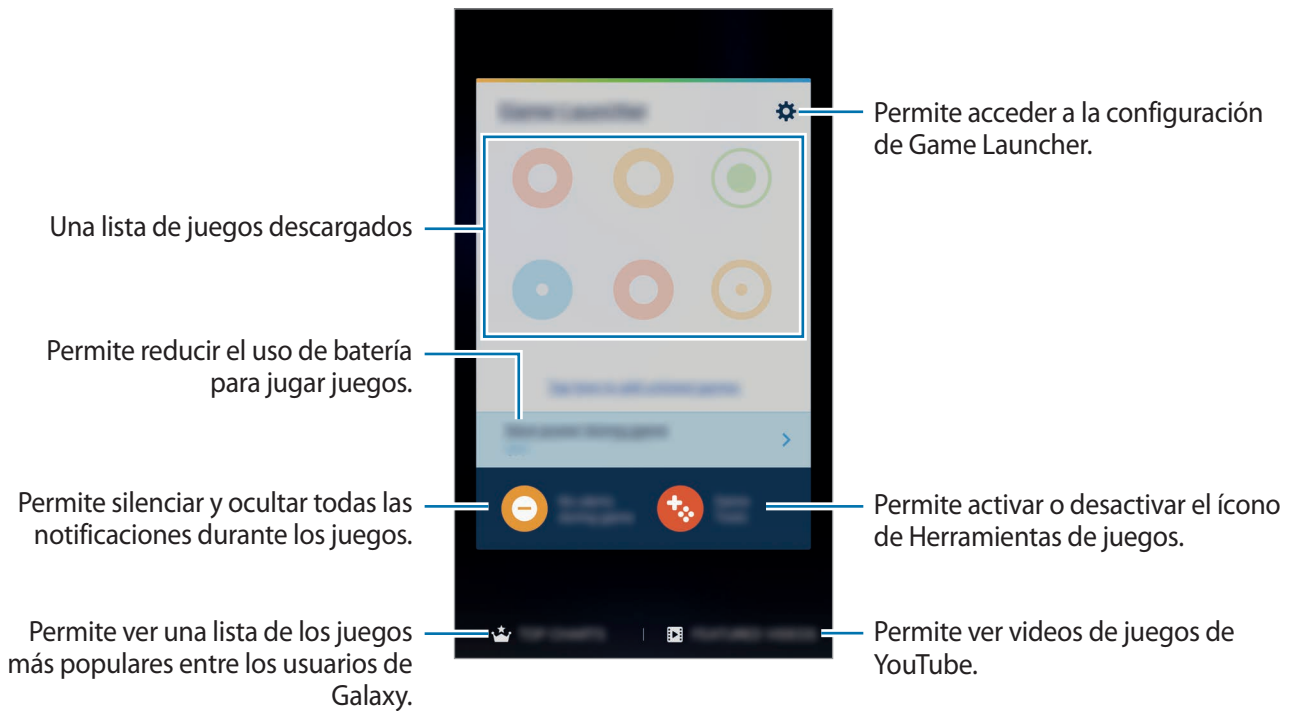 Permite acceder a la configuración
de Game Launcher.
Una lista de juegos descargados
Permite reducir el uso de batería
para jugar juegos.
Permite silenciar y ocultar todas las
notificaciones durante los juegos.
Permite activar o desactivar el ícono
de Herramientas de juegos.
Permite ver una lista de los juegos
más populares entre los usuarios de
Galaxy.
Permite ver videos de juegos de
YouTube.